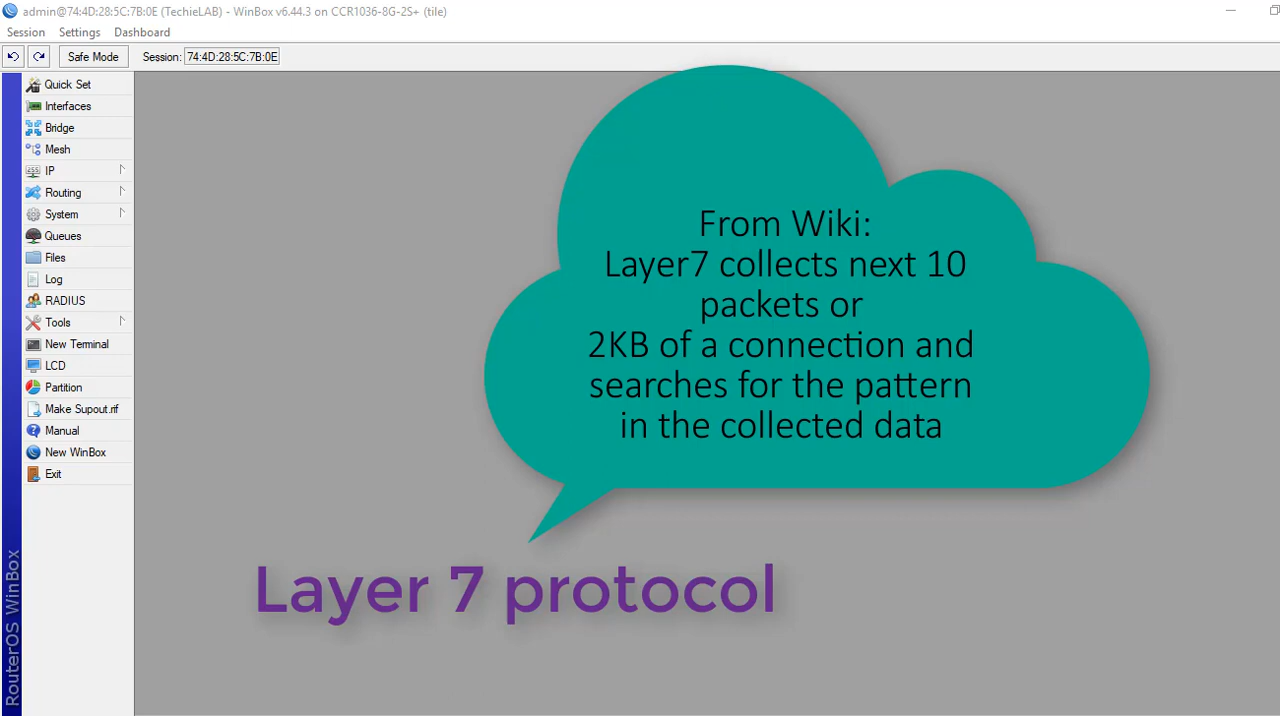 admin@74:4D:28:5C:7B:0E (TechieLAB) - WinBox v6.44.3 on CCR1036-8G-2S+ (tile)
Session Settings Dashboard
Safe Mode Session: 74:4D:28:5C:7B:0E
Quick Set
Interfaces
Bridge
Mesh
IP
Routing
System
Queues
Files
Log
RADIUS
Tools
New Terminal
LCD
Partition
Make Supout.rif
Manual
New WinBox
Exit
RouterOS WinBox
From Wiki:
Layer7 collects next 10
packets or
2KB of a connection and
searches for the pattern
in the collected data
Layer 7 protocol